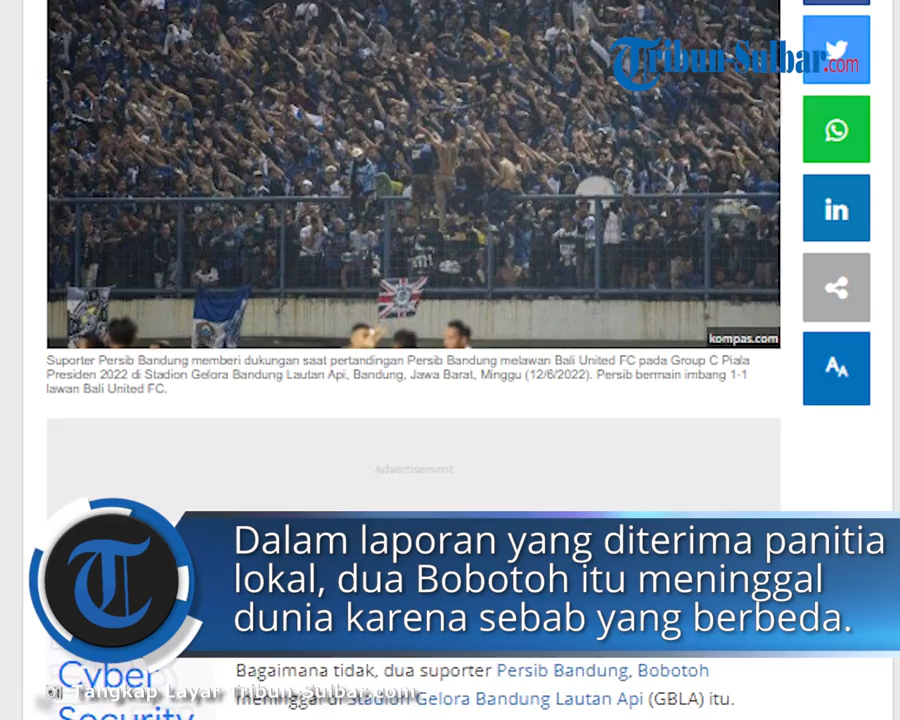 Tribun-Sulbar.com
kompas.com
Suporter Persib Bandung memberi dukungan saat pertandingan Persib Bandung melawan Bali United FC pada Group C Piala
Presiden 2022 di Stadion Gelora Bandung Lautan Api, Bandung, Jawa Barat, Minggu (12/6/2022). Persib bermain imbang 1-1
lawan Bali United FC.
Advertisement
Dalam laporan yang diterima panitia
lokal, dua Bobotoh itu meninggal
dunia karena sebab yang berbeda.
Bagaimana tidak, dua suporter Persib Bandung, Bobotoh
meninggal di Stadion Gelora Bandung Lautan Api (GBLA) itu.
Cyber
Security
Tangkap Layar Tribun-Sulbar.com